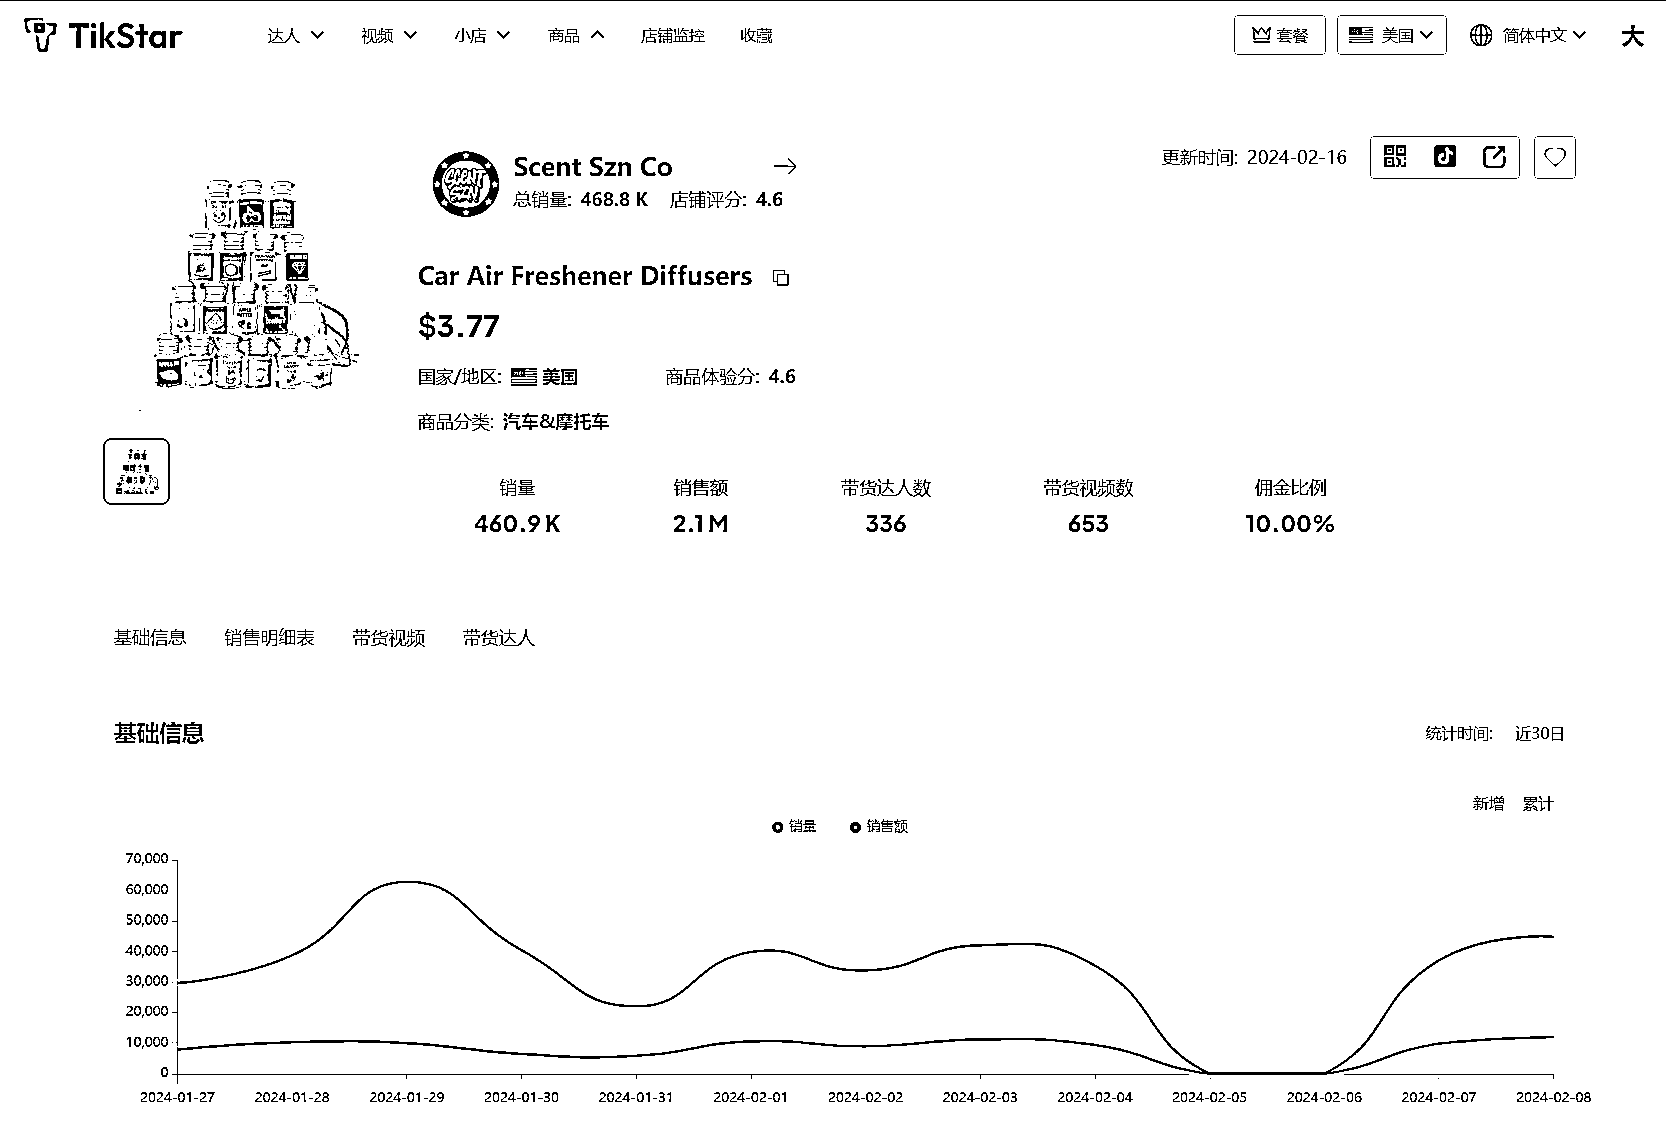 TikStar 达人 视频 小店 商品 店铺监控 收藏 套餐 美国 简体中文 大
Scent Szn Co
总销量: 468.8 K 店铺评分: 4.6
更新时间: 2024-02-16
SCENT
SZN
Car Air Freshener Diffusers
$3.77
国家/地区: 美国 商品体验分: 4.6
商品分类: 汽车&摩托车
销量 销售额 带货达人数 带货视频数 佣金比例
460.9 K 2.1 M 336 653 10.00%
基础信息 销售明细表 带货视频 带货达人
基础信息
统计时间: 近30日
新增 累计
销量 销售额
70,000
60,000
50,000
40,000
30,000
20,000
10,000
0
2024-01-27 2024-01-28 2024-01-29 2024-01-30 2024-01-31 2024-02-01 2024-02-02 2024-02-03 2024-02-04 2024-02-05 2024-02-06 2024-02-07 2024-02-08